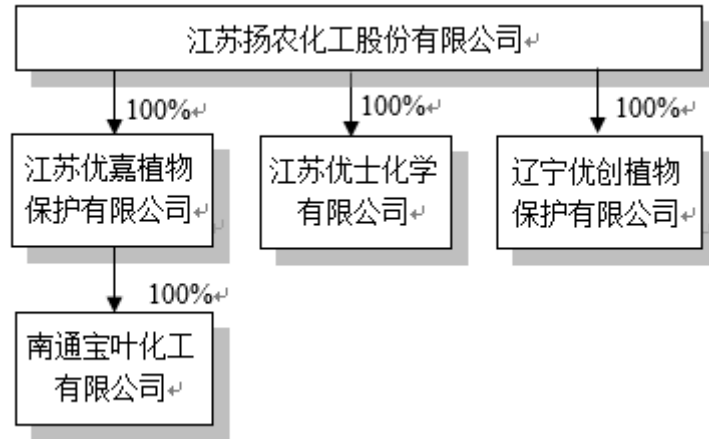 江苏扬农化工股份有限公司
100%
100%
100%
江苏优嘉植物
保护有限公司
江苏优士化学
有限公司
辽宁优创植物
保护有限公司
100%
南通宝叶化工
有限公司